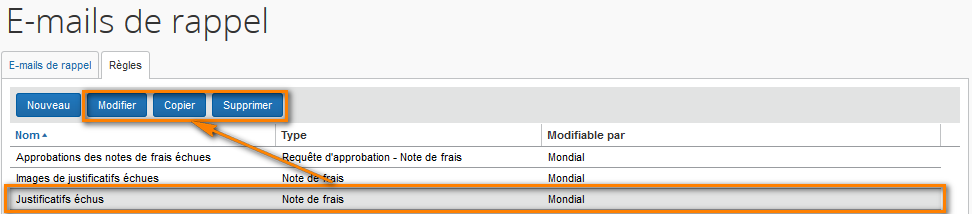 E-mails de rappel
E-mails de rappel Règles
Nouveau Modifier Copier Supprimer
Nom Type Modifiable par
Approbations des notes de frais échues Requête d'approbation - Note de frais Mondial
Images de justificatifs échues Note de frais Mondial
Justificatifs échus Note de frais Mondial